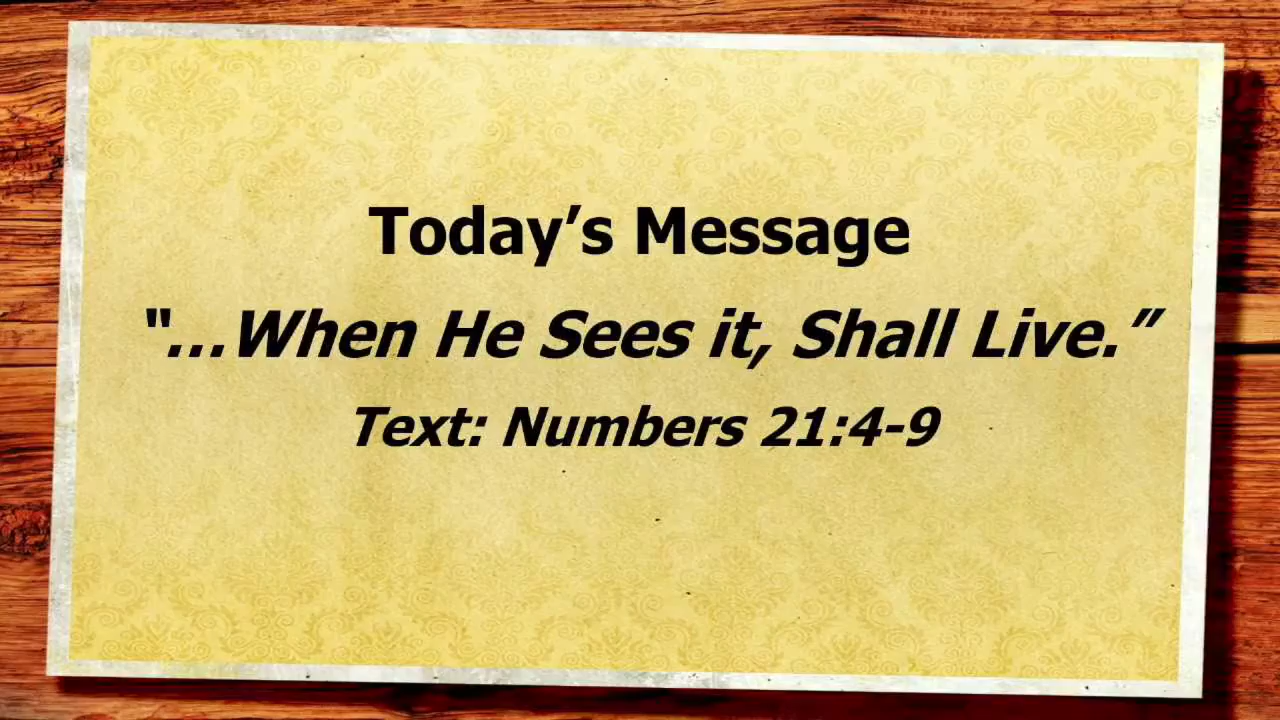 Today’s Message
“…When He Sees it, Shall Live.”
Text: Numbers 21:4-9